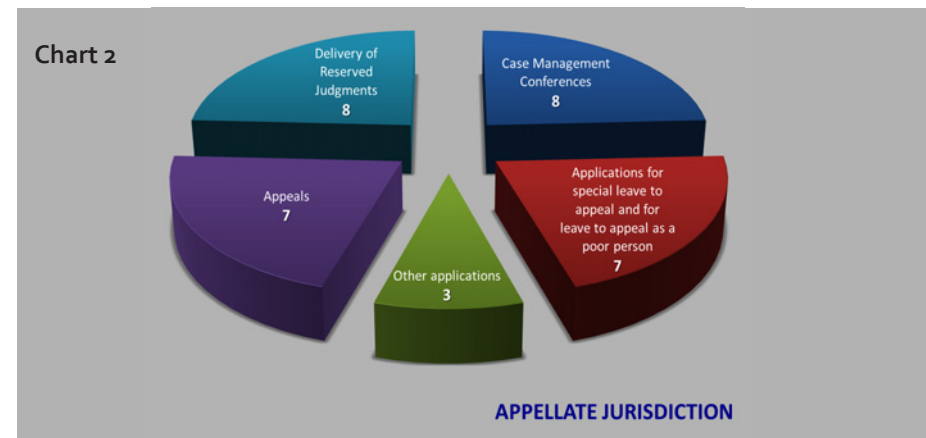 Chart 2
Delivery of
Reserved
Judgments
8
Case Management
Conferences
8
Appeals
7
Applications for
special leave to
appeal and for
leave to appeal as a
poor person
7
Other applications
3
APPELLATE JURISDICTION